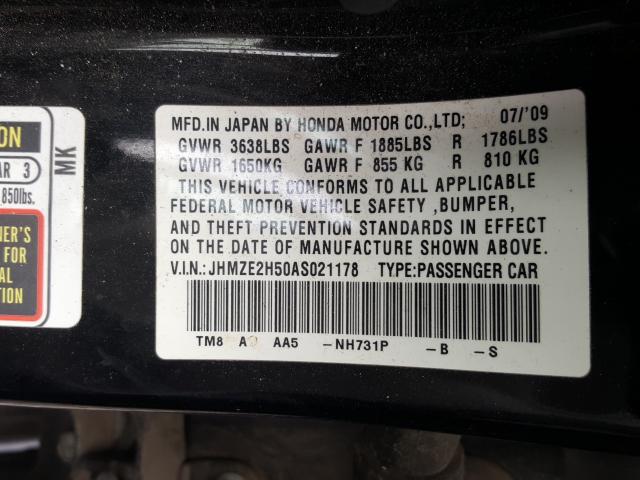 ON
AR 3
850lbs.
NER'S
FOR
AL
TION
MK
MFD.IN JAPAN BY HONDA MOTOR CO.,LTD; 07/'09
GVWR 3638LBS GAWR F 1885LBS R 1786LBS
GVWR 1650KG GAWR F 855 KG R 810 KG
THIS VEHICLE CONFORMS TO ALL APPLICABLE
FEDERAL MOTOR VEHICLE SAFETY ,BUMPER,
AND THEFT PREVENTION STANDARDS IN EFFECT
ON THE DATE OF MANUFACTURE SHOWN ABOVE.
V.I.N.:JHMZE2H50AS021178 TYPE:PASSENGER CAR
TM8 A AA5 -NH731P -B -S